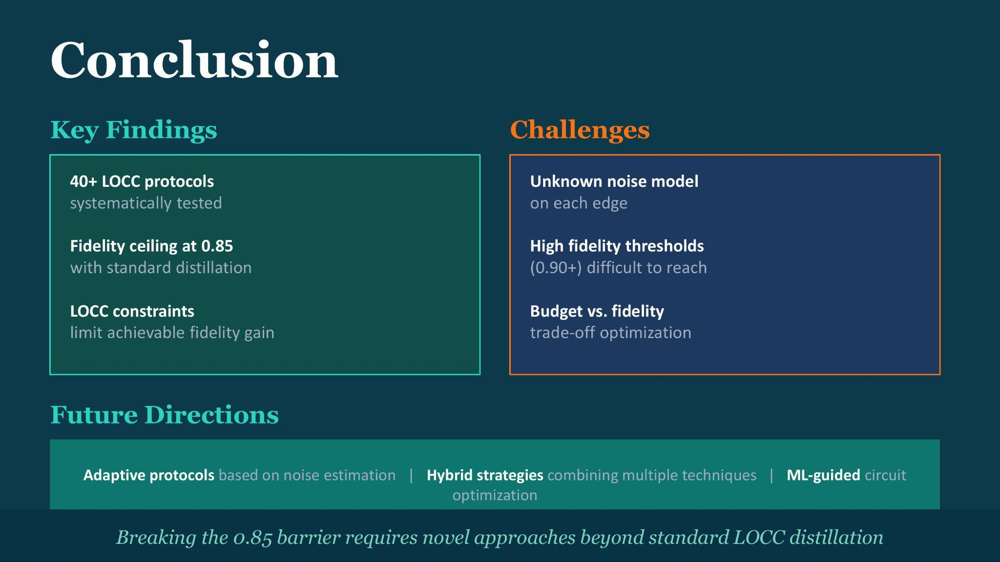 Conclusion
Key Findings
40+ LOCC protocols
systematically tested
Fidelity ceiling at 0.85
with standard distillation
LOCC constraints
limit achievable fidelity gain
Challenges
Unknown noise model
on each edge
High fidelity thresholds
(0.90+) difficult to reach
Budget vs. fidelity
trade-off optimization
Future Directions
Adaptive protocols based on noise estimation | Hybrid strategies combining multiple techniques | ML-guided circuit
optimization
Breaking the 0.85 barrier requires novel approaches beyond standard LOCC distillation